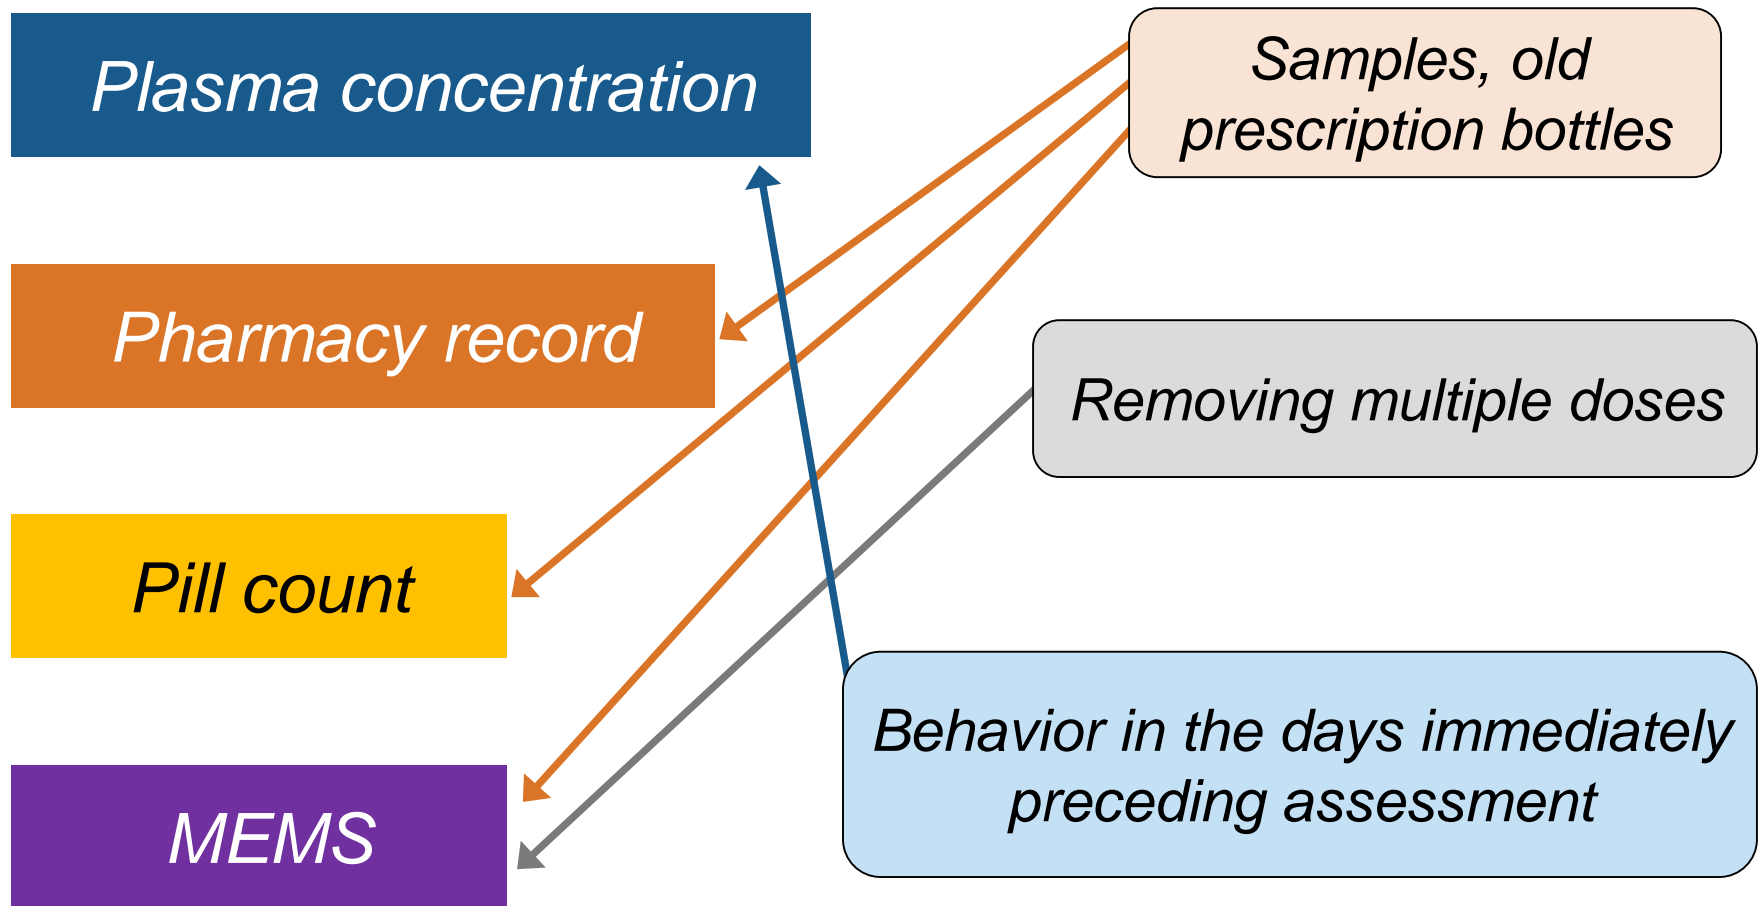 Plasma concentration
Samples, old
prescription bottles
Pharmacy record
Removing multiple doses
Pill count
Behavior in the days immediately
preceding assessment
MEMS